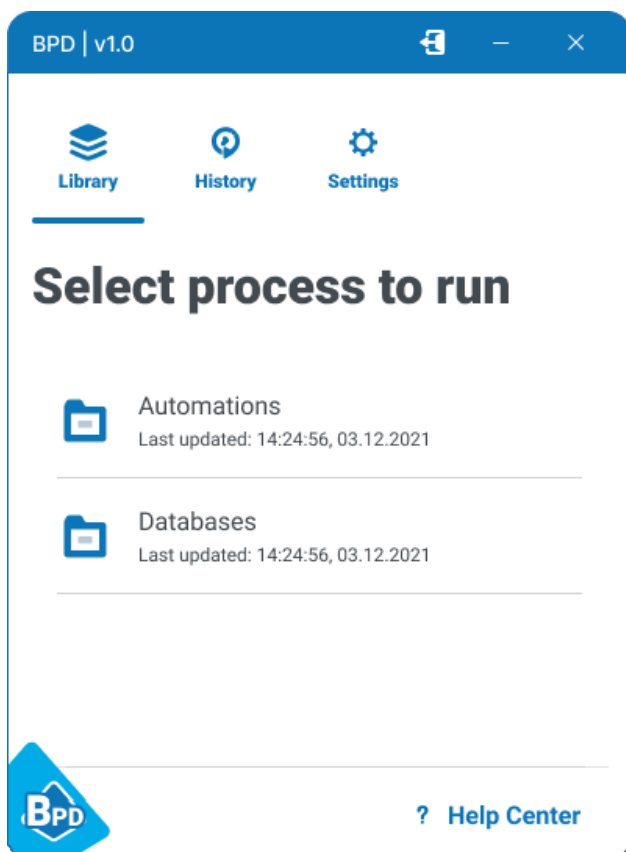 BPD | v1.0
Library
History
Settings
Select process to run
Automations
Last updated: 14:24:56, 03.12.2021
Databases
Last updated: 14:24:56, 03.12.2021
BPD
? Help Center